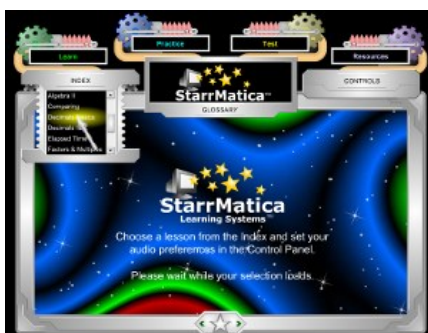 Learn
Practice
Test
Resources
INDEX
StarrMatica
GLOSSARY
CONTROLS
Algebra II
Comparing
Decimals Basics
Decimals
Elapsed Time
Factors & Multiples
StarrMatica
Learning Systems
Choose a lesson from the Index and set your
audio preferences in the Control Panel.
Please wait while your selection loads.